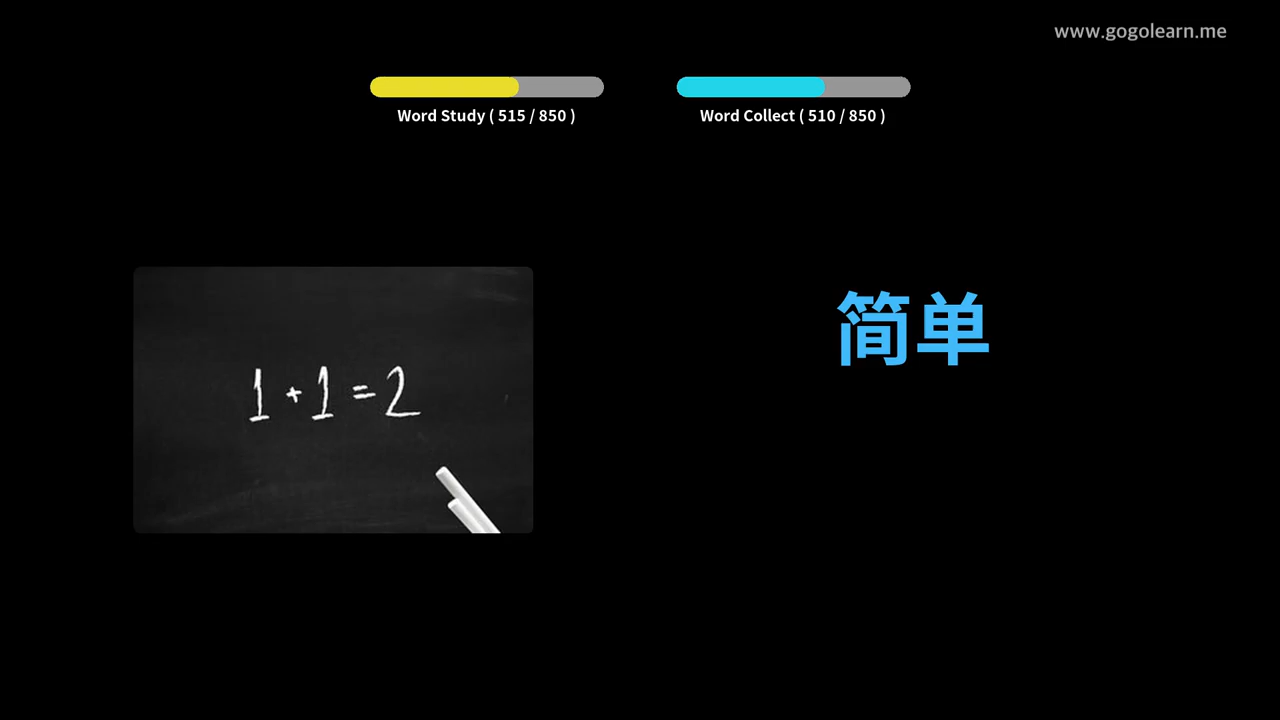 www.gogolearn.me
Word Study ( 515 / 850 )
Word Collect ( 510 / 850 )
简单
1 + 1 = 2